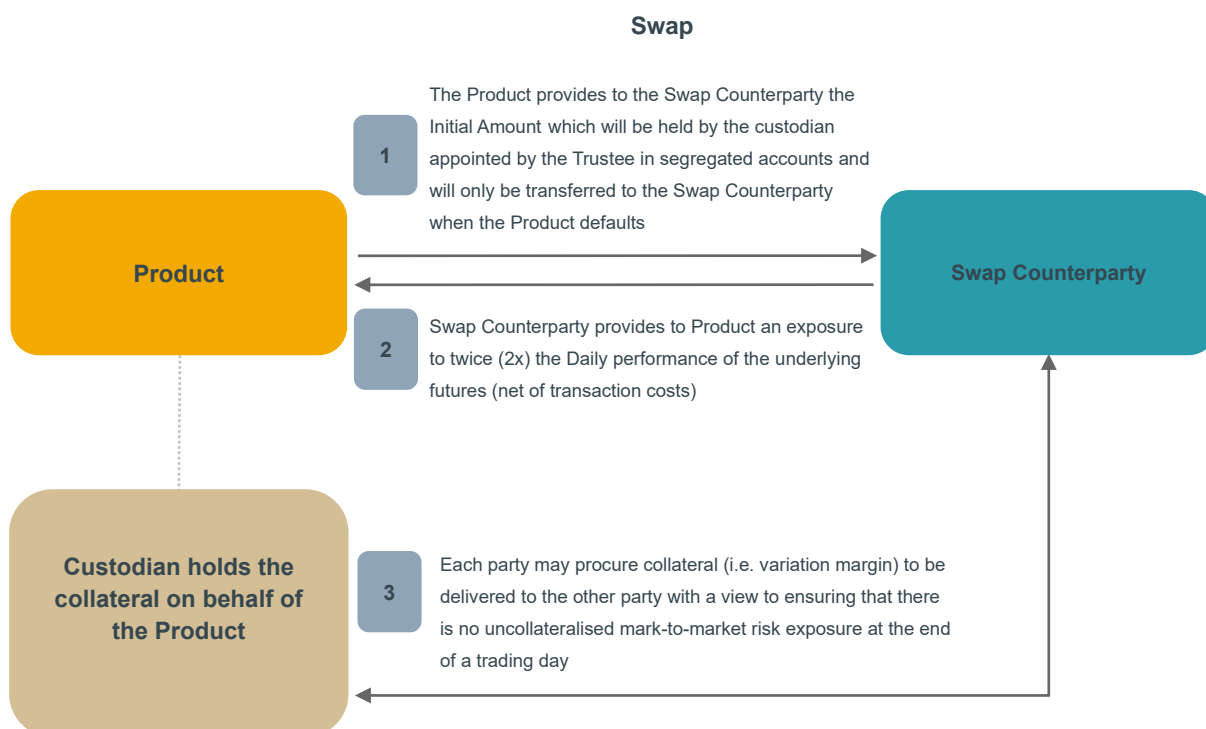 Swap
The Product provides to the Swap Counterparty the
Initial Amount which will be held by the custodian
1
appointed by the Trustee in segregated accounts and
will only be transferred to the Swap Counterparty
when the Product defaults
Product
Swap Counterparty
2
Swap Counterparty provides to Product an exposure
to twice (2x) the Daily performance of the underlying
futures (net of transaction costs)
Custodian holds the
collateral on behalf of
the Product
3
Each party may procure collateral (i.e. variation margin) to be
delivered to the other party with a view to ensuring that there
is no uncollateralised mark-to-market risk exposure at the end
of a trading day